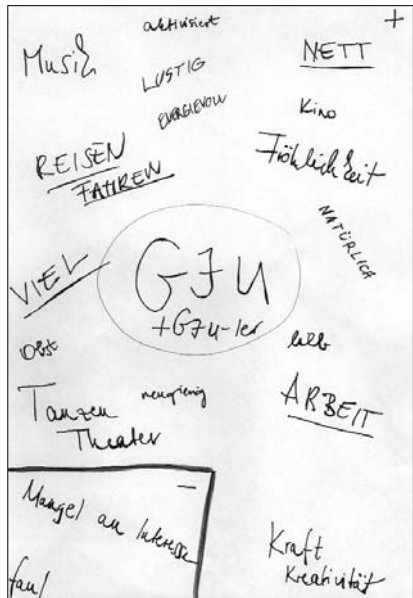 +
Musik
aktivisiert
NETT
LUSTIG
ENERGIEVOLL
Kino
Fröhlichkeit
REISEN
FAHREN
NATÜRLICH
VIEL
GJU
+GJU-ler
Obst
ARBEIT
Tanzen
neugierig
Theater
–
Mangel an Interesse
faul
Kraft
Kreativität